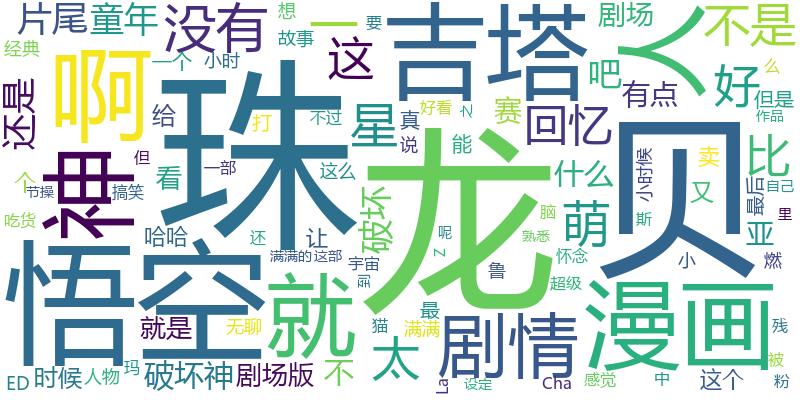 片尾
童年
没有
想
故事
一
要
吉塔
剧场
人
不是
经典
一个
小时
这
吧
有点
好
么
但是
作品
还是
啊
给
打
不过
星
真
说
好看
Z
能
赛
回忆
什么
比
卖
又
小时候
神
但
珠
龙
贝
个
节操
搞笑
看
一部
这么
破坏
萌
斯
最后
自己
里
吃货
哈哈
还
让
满满的这部
宇宙
到
Z
呢
脑
熟悉
怀念
亚
小
燃
悟空
就
最
鲁
超级
漫画
就是
无聊
猫
满满
剧情
残
ED
时候
人物
玛
破坏神
剧场版
不
太
La
设定
Cha
感觉
中
这个
被
粉